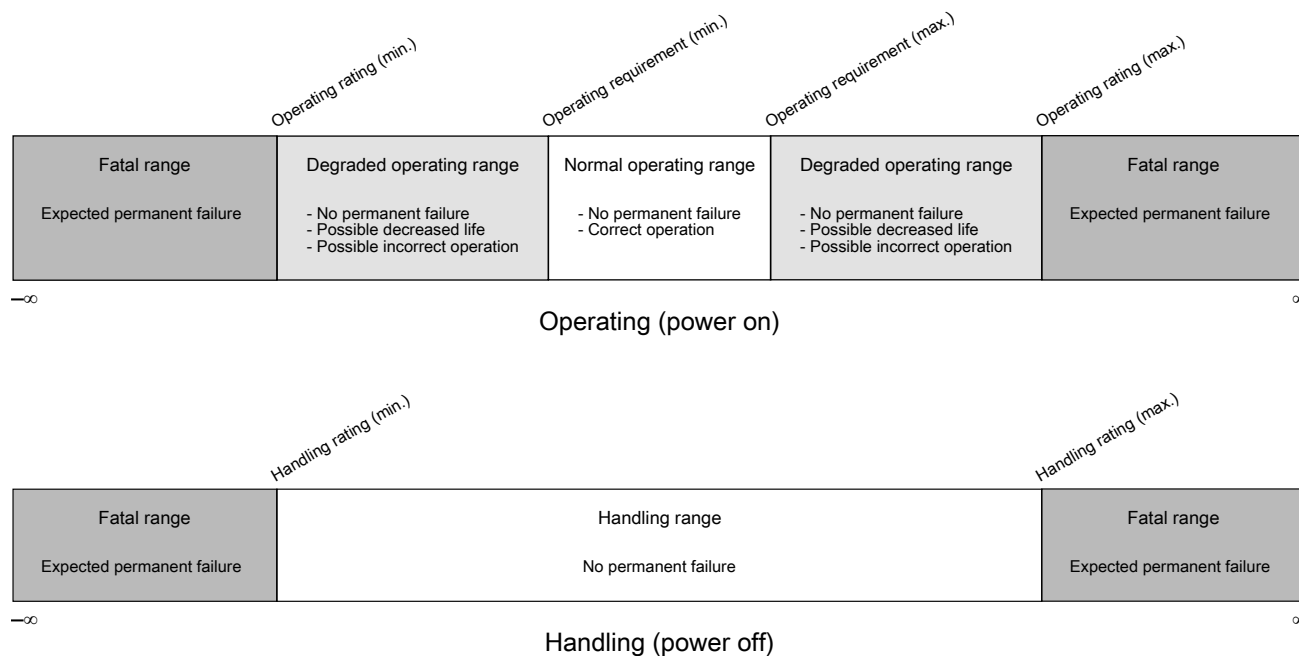 Operating rating (min.)
Operating requirement (min.)
Operating requirement (max.)
Operating rating (max.)
Fatal range
Degraded operating range
Normal operating range
Degraded operating range
Fatal range
Expected permanent failure
- No permanent failure
- Possible decreased life
- Possible incorrect operation
- No permanent failure
- Correct operation
- No permanent failure
- Possible decreased life
- Possible incorrect operation
Expected permanent failure
–∞
∞
Operating (power on)
Handling rating (min.)
Handling rating (max.)
Fatal range
Handling range
Fatal range
Expected permanent failure
No permanent failure
Expected permanent failure
–∞
∞
Handling (power off)